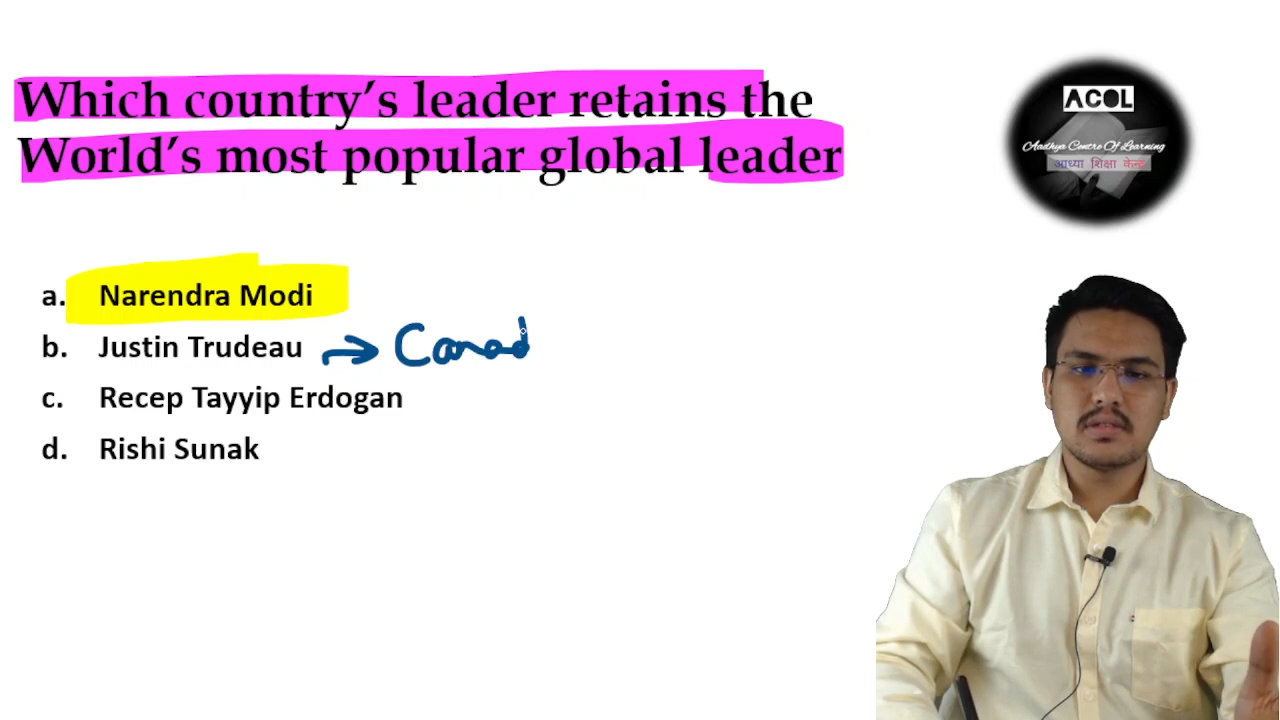 Which country’s leader retains the
World’s most popular global leader
ACOL
Aadhya Centre Of Learning
आध्या शिक्षा केन्द्र
a. Narendra Modi
b. Justin Trudeau → Canad
c. Recep Tayyip Erdogan
d. Rishi Sunak